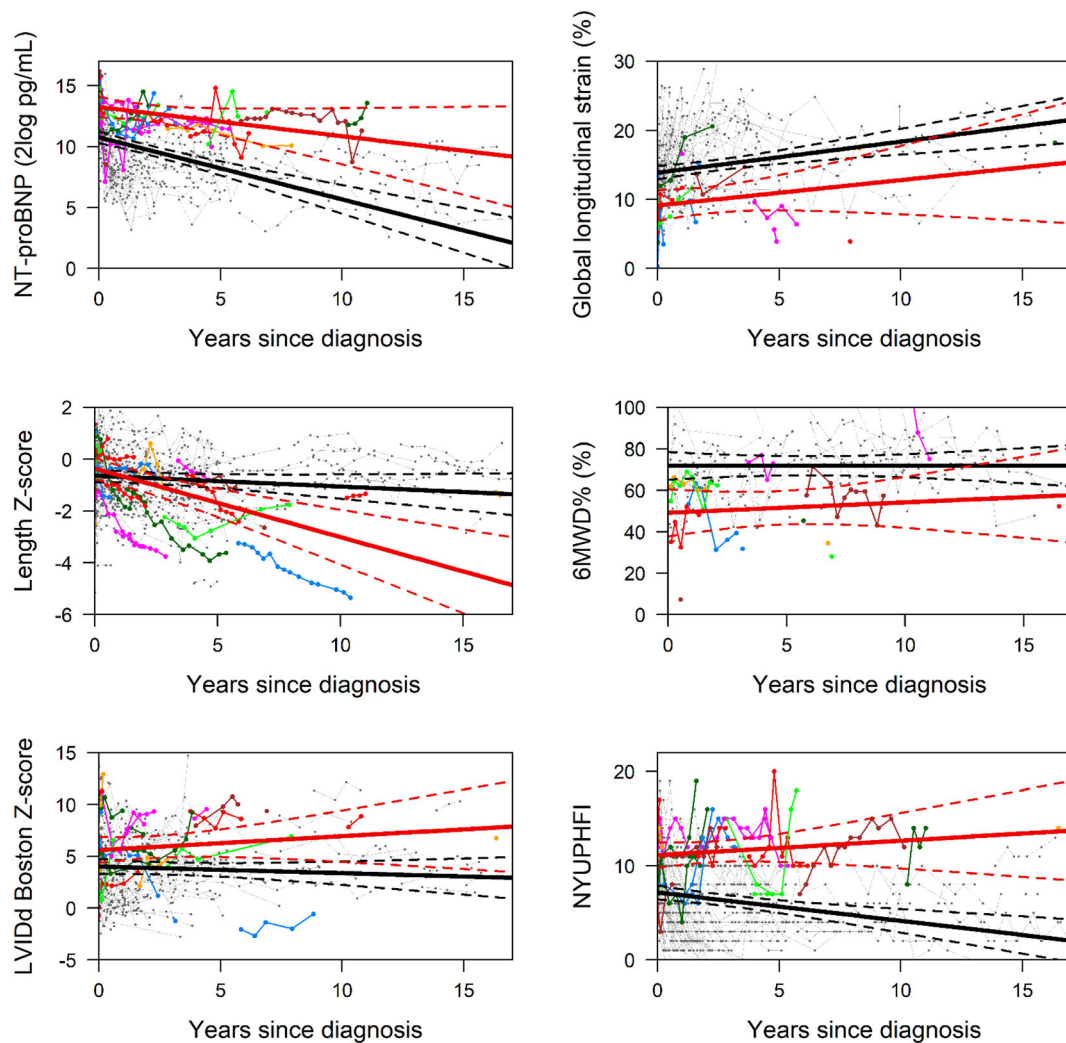 NT-proBNP (2log pg/mL)
15
10
5
0
0 5 10 15
Years since diagnosis
Global longitudinal strain (%)
30
20
10
0
0 5 10 15
Years since diagnosis
Length Z-score
2
0
-2
-4
-6
0 5 10 15
Years since diagnosis
6MWD% (%)
100
80
60
40
20
0
0 5 10 15
Years since diagnosis
LVIDd Boston Z-score
15
10
5
0
-5
0 5 10 15
Years since diagnosis
NYUPHFI
20
10
0
0 5 10 15
Years since diagnosis